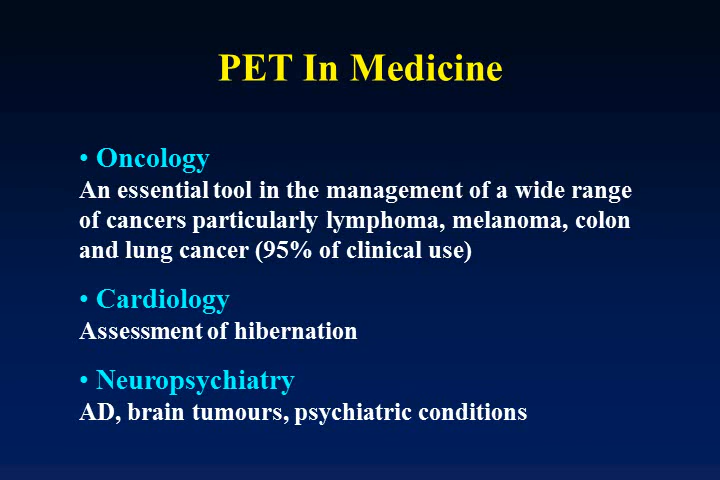 PET In Medicine
• Oncology
An essential tool in the management of a wide range
of cancers particularly lymphoma, melanoma, colon
and lung cancer (95% of clinical use)
• Cardiology
Assessment of hibernation
• Neuropsychiatry
AD, brain tumours, psychiatric conditions